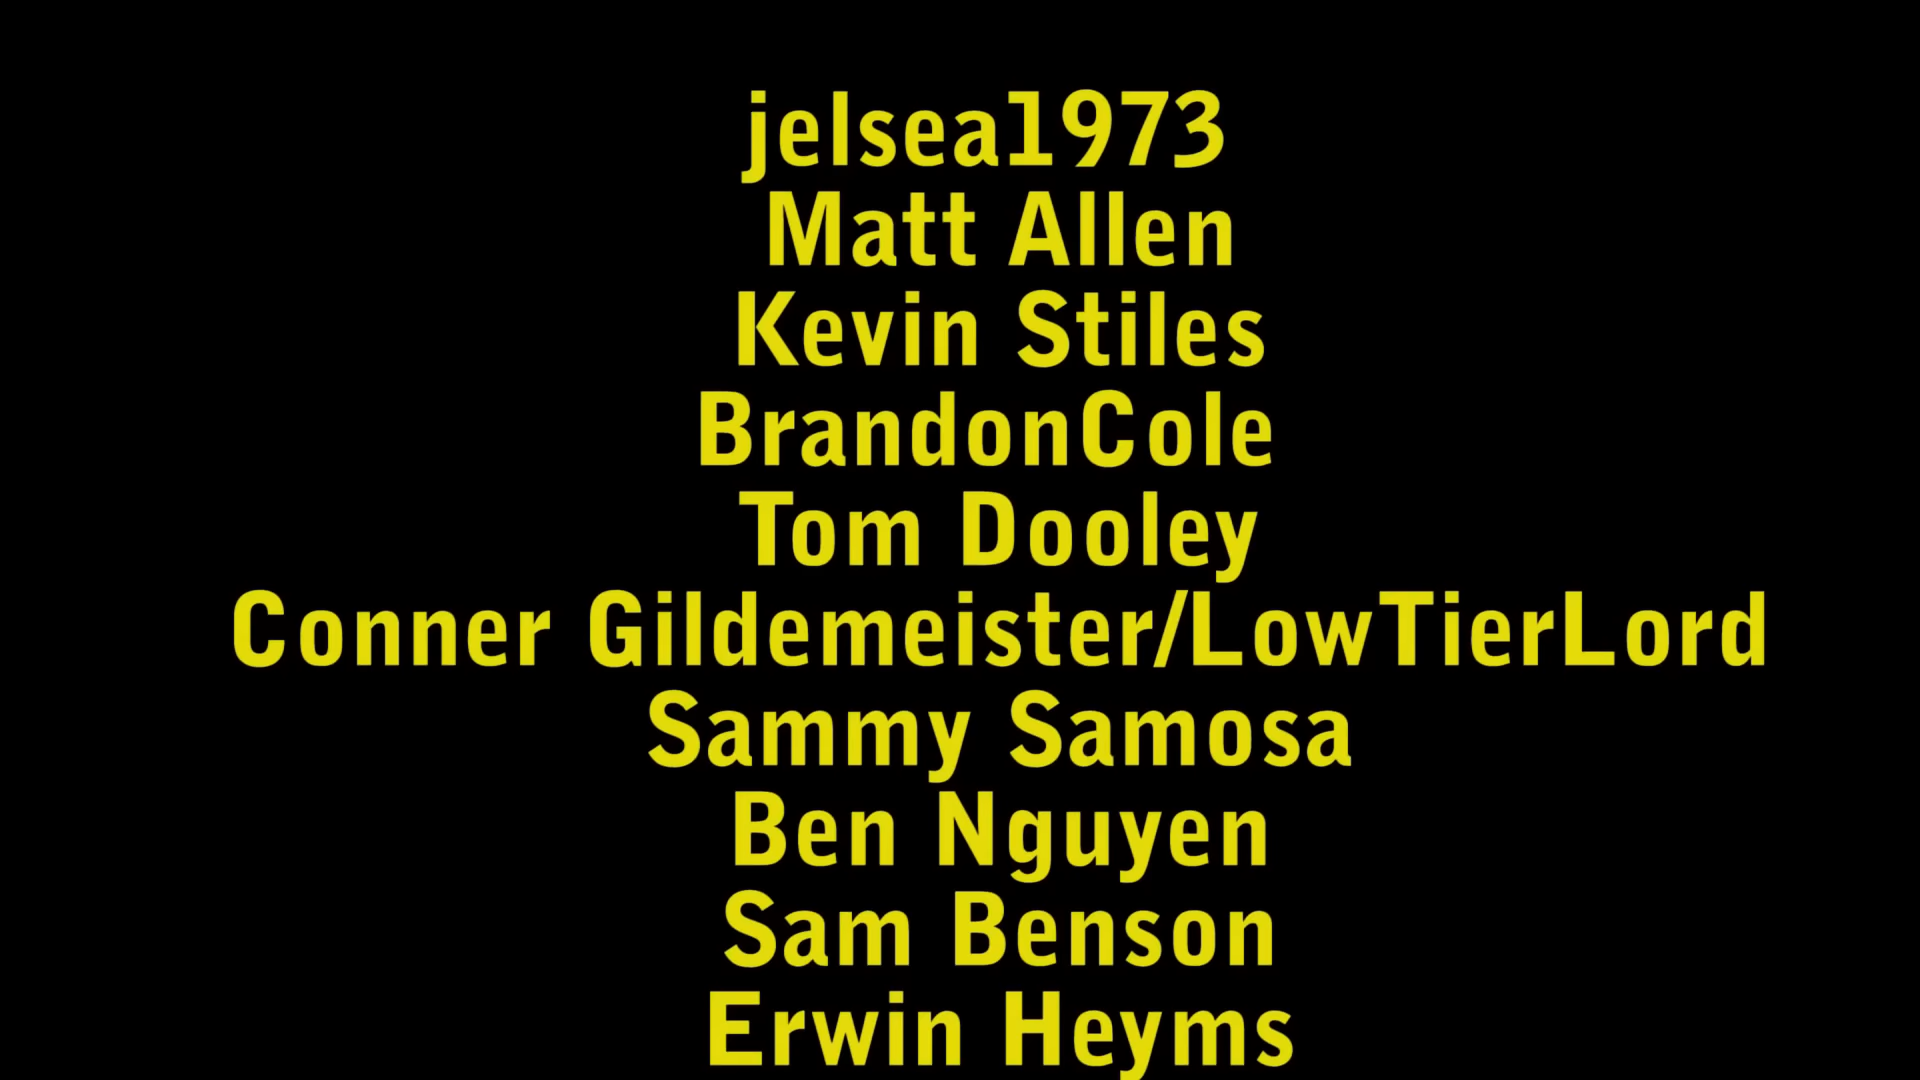 jelsea1973
Matt Allen
Kevin Stiles
BrandonCole
Tom Dooley
Conner Gildemeister/LowTierLord
Sammy Samosa
Ben Nguyen
Sam Benson
Erwin Heyms